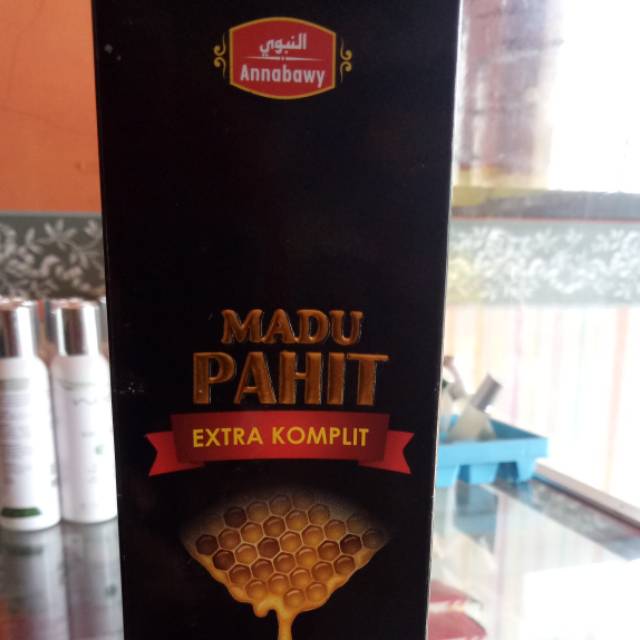 النبوي
Annabawy
MADU
PAHIT
EXTRA KOMPLIT